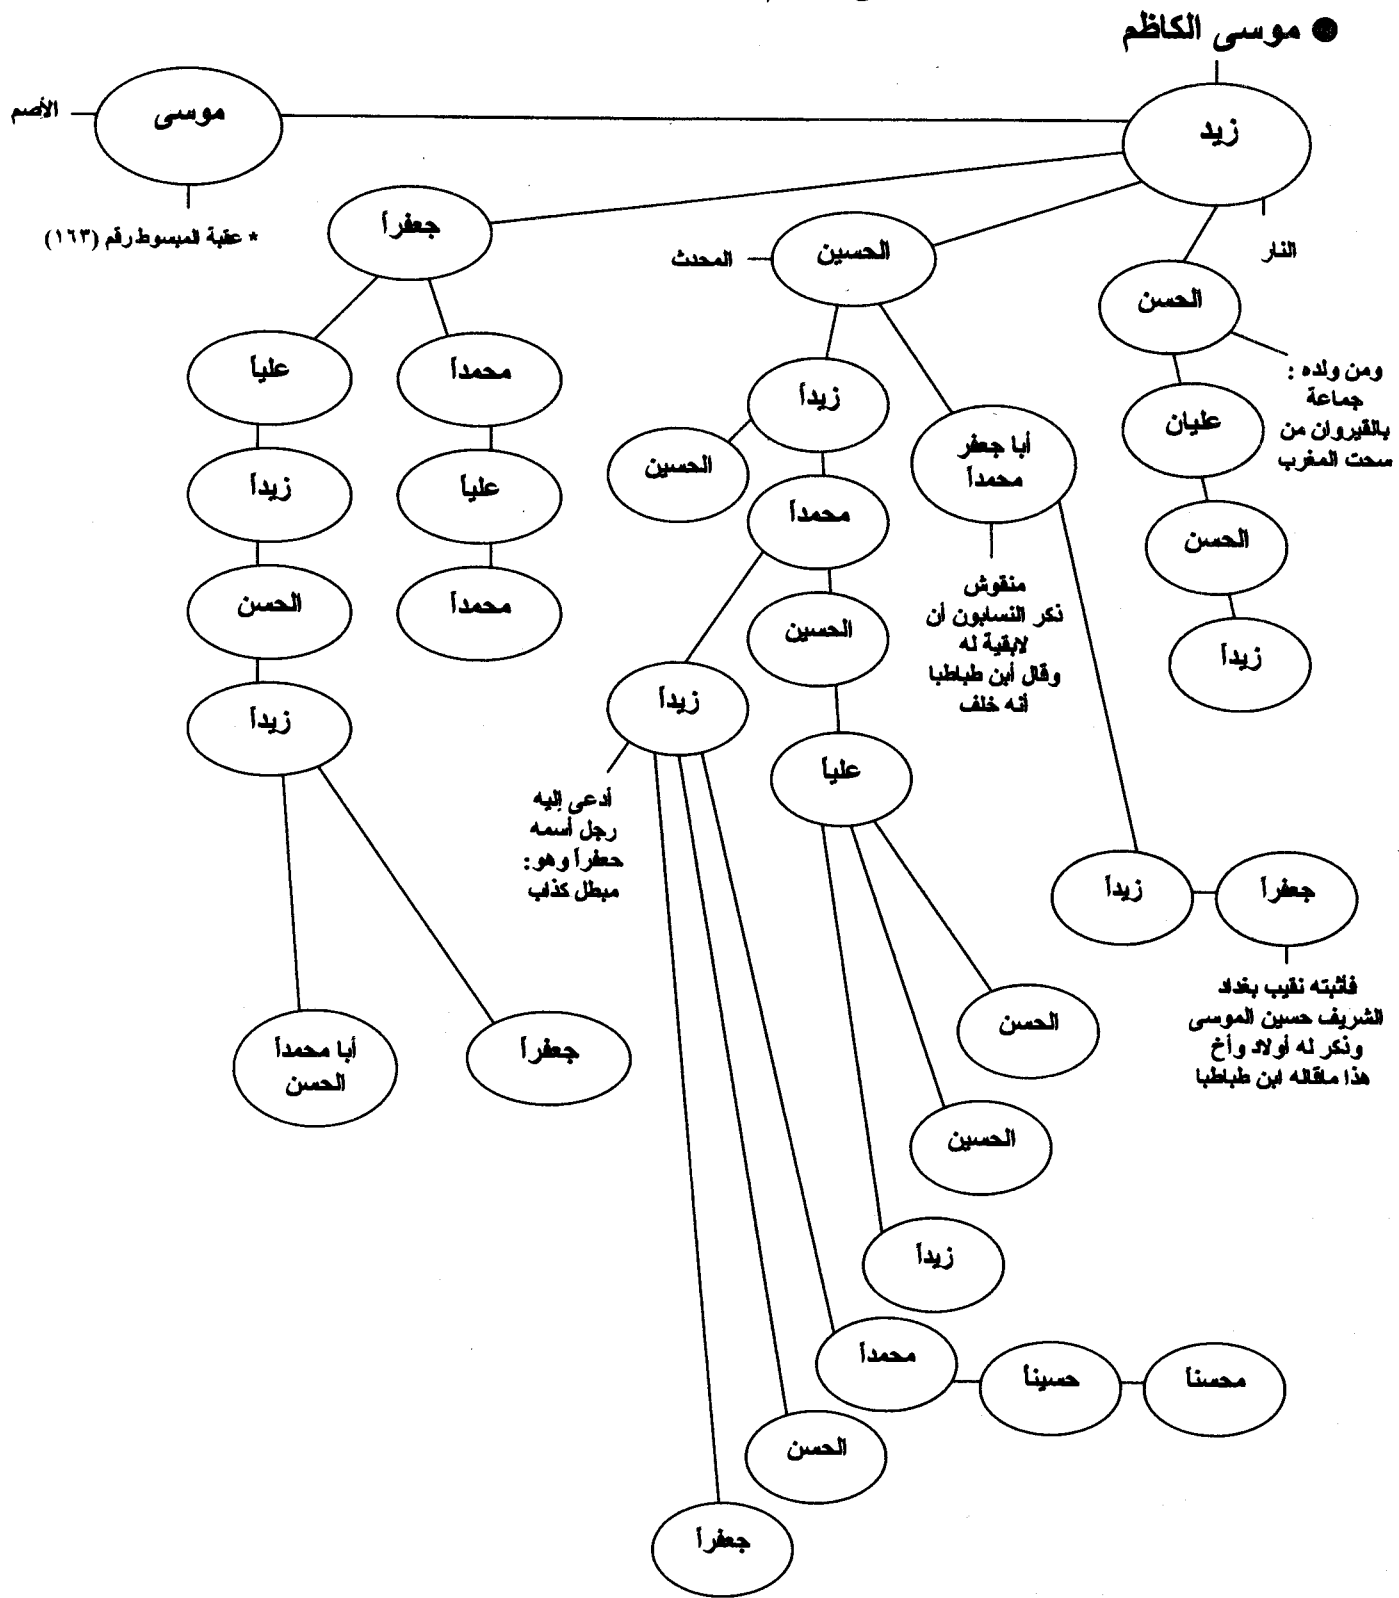 ● موسى الكاظم
زيد
النار
موسى
الأصم
* عقبة المبسوط رقم (١٦٣)
جعفراً
الحسين
المحدث
الحسن
ومن ولده :
جماعة
بالقيروان من
سحت المغرب
عليان
الحسن
زيداً
أبا جعفر
محمداً
منقوش
ذكر النسابون أن
لابقية له
وقال أبن طباطبا
أنه خلف
زيداً
جعفراً
فأثبته نقيب بغداد
الشريف حسين الموسى
وذكر له أولاد وأخ
هذا ماقاله ابن طباطبا
زيداً
الحسين
محمداً
الحسين
علياً
الحسن
الحسين
زيداً
زيداً
أدعى إليه
رجل أسمه
حعفراً وهو:
مبطل كذاب
محمداً
حسيناً
محسناً
الحسن
جعفراً
محمداً
علياً
محمداً
علياً
زيداً
الحسن
زيداً
جعفراً
أبا محمداً
الحسن